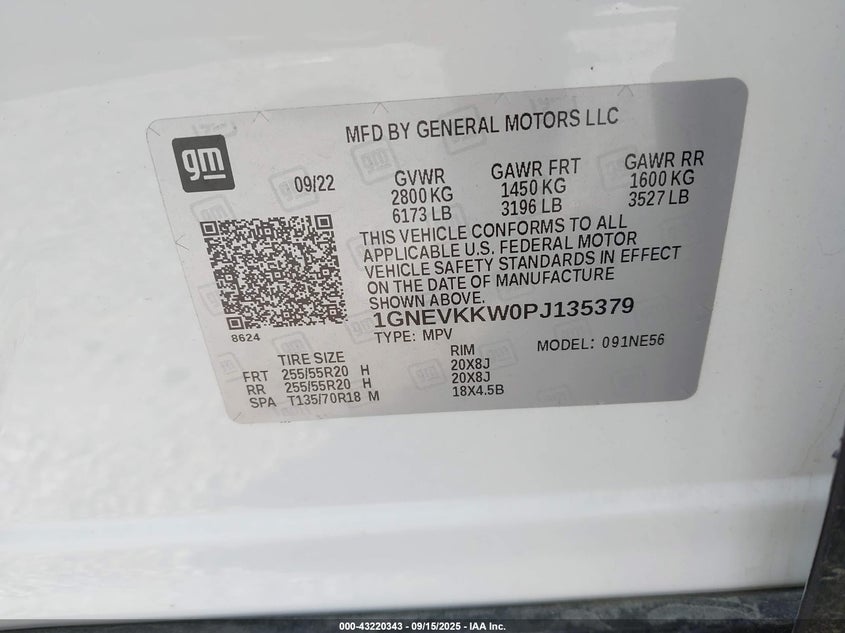 MFD BY GENERAL MOTORS LLC
gm
09/22
GVWR
2800 KG
6173 LB
GAWR FRT
1450 KG
3196 LB
GAWR RR
1600 KG
3527 LB
THIS VEHICLE CONFORMS TO ALL
APPLICABLE U.S. FEDERAL MOTOR
VEHICLE SAFETY STANDARDS IN EFFECT
ON THE DATE OF MANUFACTURE
SHOWN ABOVE.
1GNEVKKW0PJ135379
8624
TYPE: MPV
MODEL: 091NE56
TIRE SIZE RIM
FRT 255/55R20 H 20X8J
RR 255/55R20 H 20X8J
SPA T135/70R18 M 18X4.5B
000-43220343 - 09/15/2025 - IAA Inc.